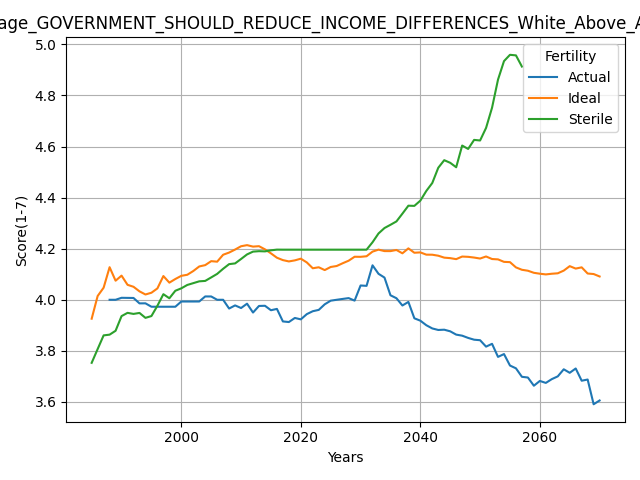 age_GOVERNMENT_SHOULD_REDUCE_INCOME_DIFFERENCES_White_Above_A
5.0
4.8
4.6
4.4
4.2
4.0
3.8
3.6
Score(1-7)
Fertility
Actual
Ideal
Sterile
2000
2020
2040
2060
Years